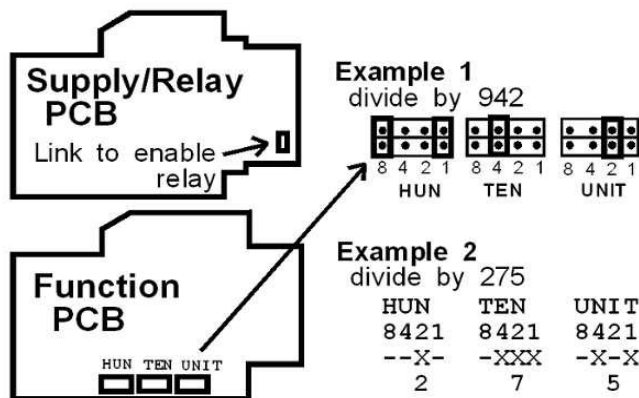 Supply/Relay
PCB
Link to enable
relay
Function
PCB
HUN TEN UNIT
Example 1
divide by 942
8 4 2 1 8 4 2 1 8 4 2 1
HUN TEN UNIT
Example 2
divide by 275
HUN TEN UNIT
8421 8421 8421
--X- -XXX -X-X
2 7 5